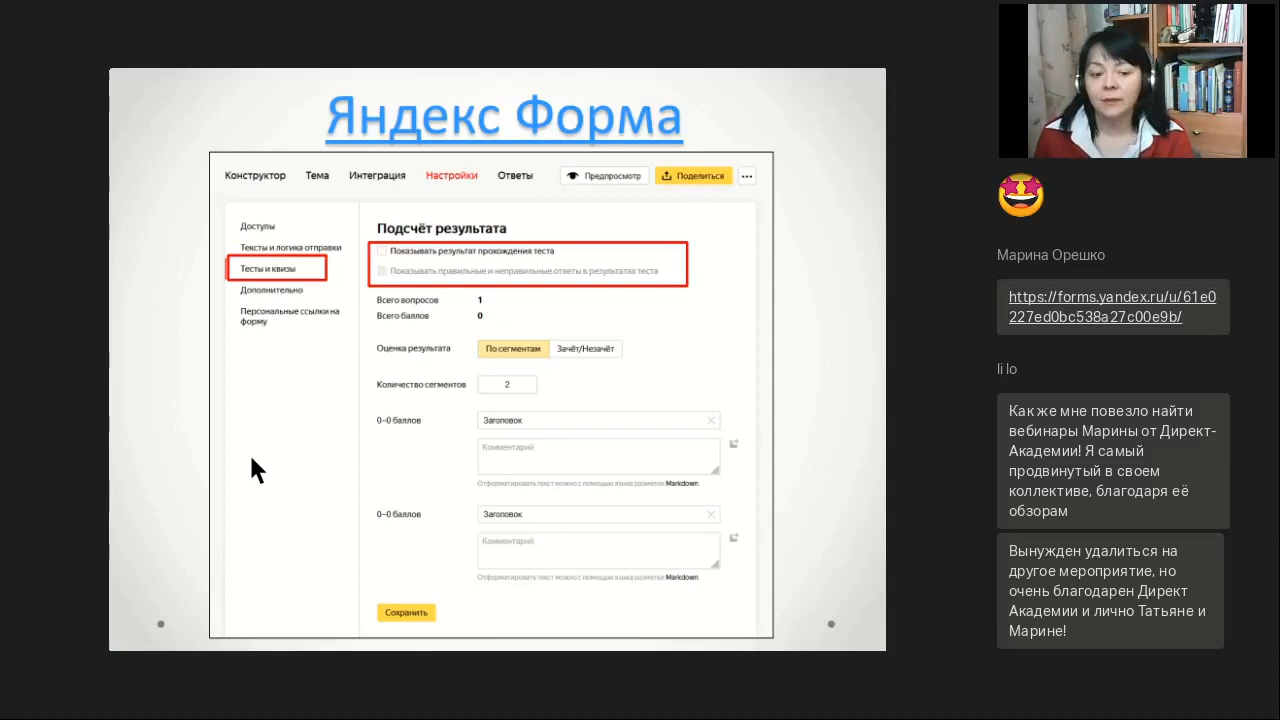 Яндекс Форма
Конструктор Тема Интеграция Настройки Ответы Предпросмотр Поделиться
Доступы
Тексты и логика отправки
Тесты и квизы
Дополнительно
Персональные ссылки на
форму
Подсчёт результата
Показывать результат прохождения теста
Показывать правильные и неправильные ответы в результатах теста
Всего вопросов 1
Всего баллов 0
Оценка результата По сегментам Зачёт/Незачёт
Количество сегментов 2
0–0 баллов Заголовок
Комментарий
Отформатировать текст можно с помощью языка разметки Markdown.
0–0 баллов Заголовок
Комментарий
Отформатировать текст можно с помощью языка разметки Markdown.
Сохранить
Марина Орешко
https://forms.yandex.ru/u/61e0
227ed0bc538a27c00e9b/
li lo
Как же мне повезло найти
вебинары Марины от Директ-
Академии! Я самый
продвинутый в своем
коллективе, благодаря её
обзорам
Вынужден удалиться на
другое мероприятие, но
очень благодарен Директ
Академии и лично Татьяне и
Марине!